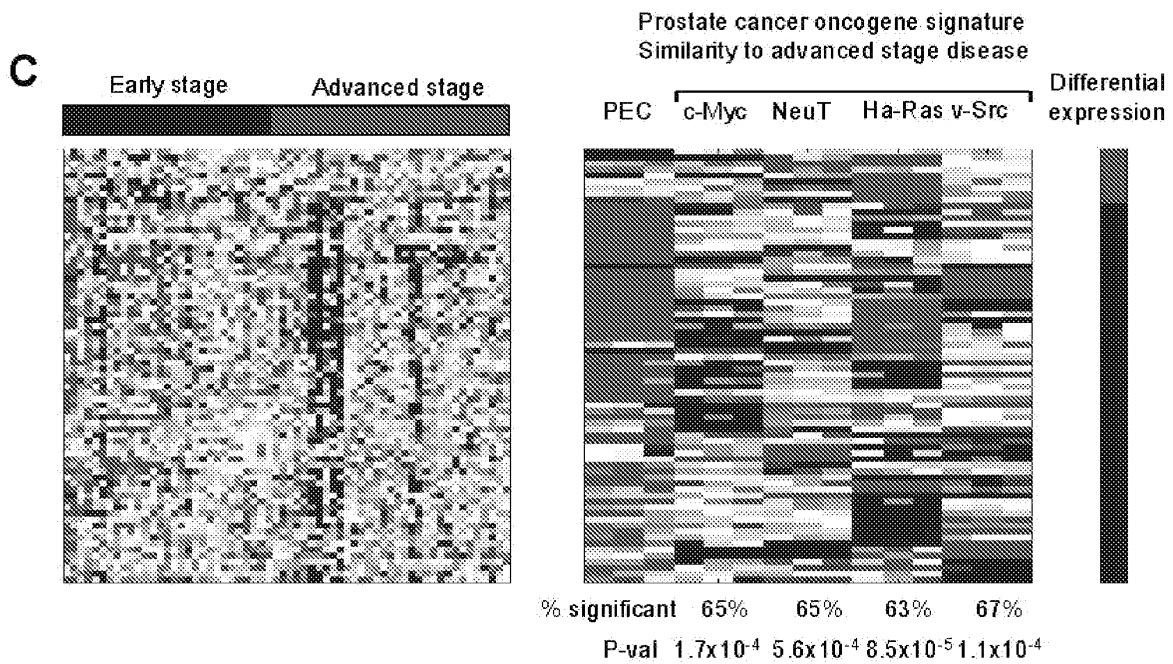 Prostate cancer oncogene signature
Similarity to advanced stage disease
C
Early stage
Advanced stage
PEC
c-Myc
NeuT
Ha-Ras v-Src
Differential
expression
% significant 65% 65% 63% 67%
P-val 1.7x10⁻⁴ 5.6x10⁻⁴ 8.5x10⁻⁵ 1.1x10⁻⁴